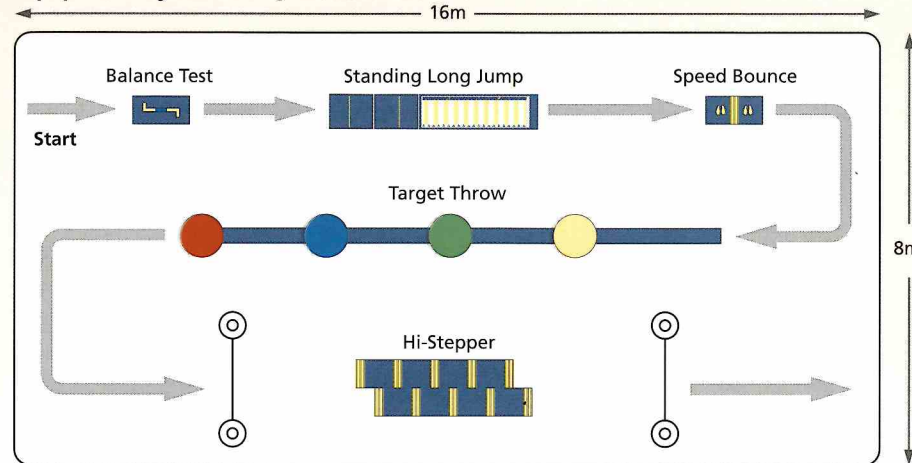 16m
Balance Test
Standing Long Jump
Speed Bounce
Start
Target Throw
8m
Hi-Stepper